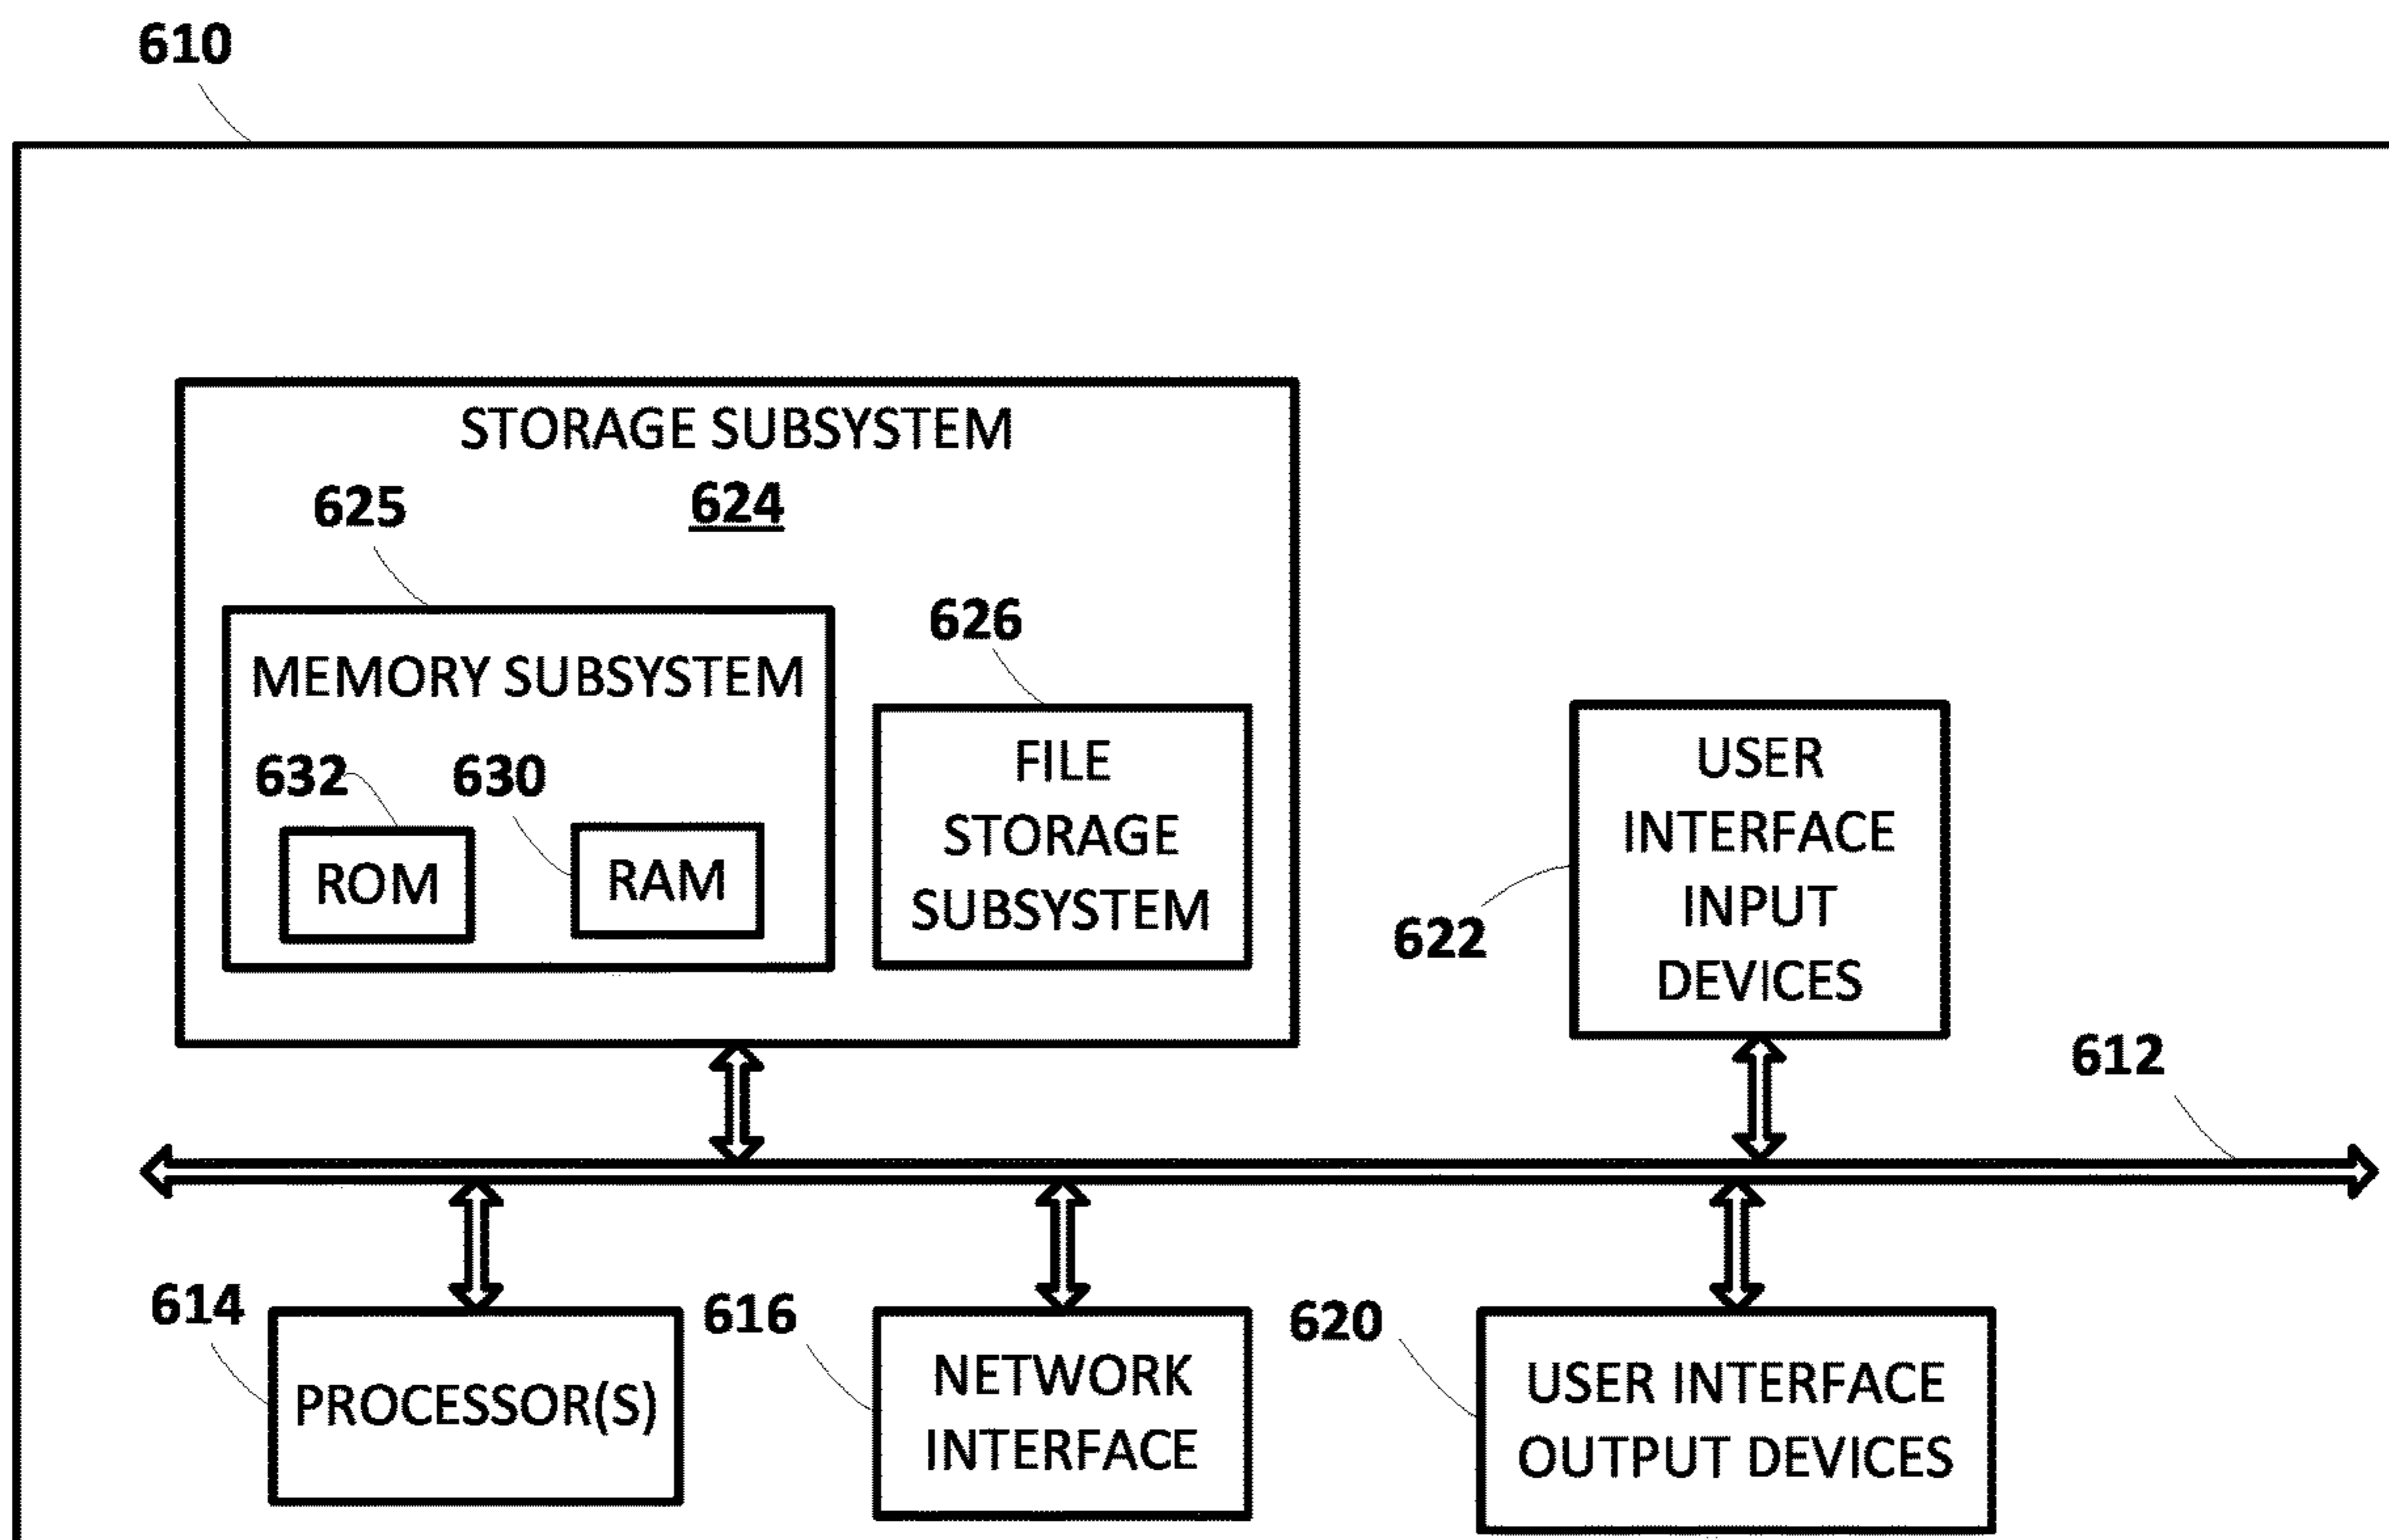 610
STORAGE SUBSYSTEM
625
624
626
MEMORY SUBSYSTEM
632
630
ROM
RAM
FILE
STORAGE
SUBSYSTEM
USER
INTERFACE
INPUT
DEVICES
622
612
614
616
620
PROCESSOR(S)
NETWORK
INTERFACE
USER INTERFACE
OUTPUT DEVICES